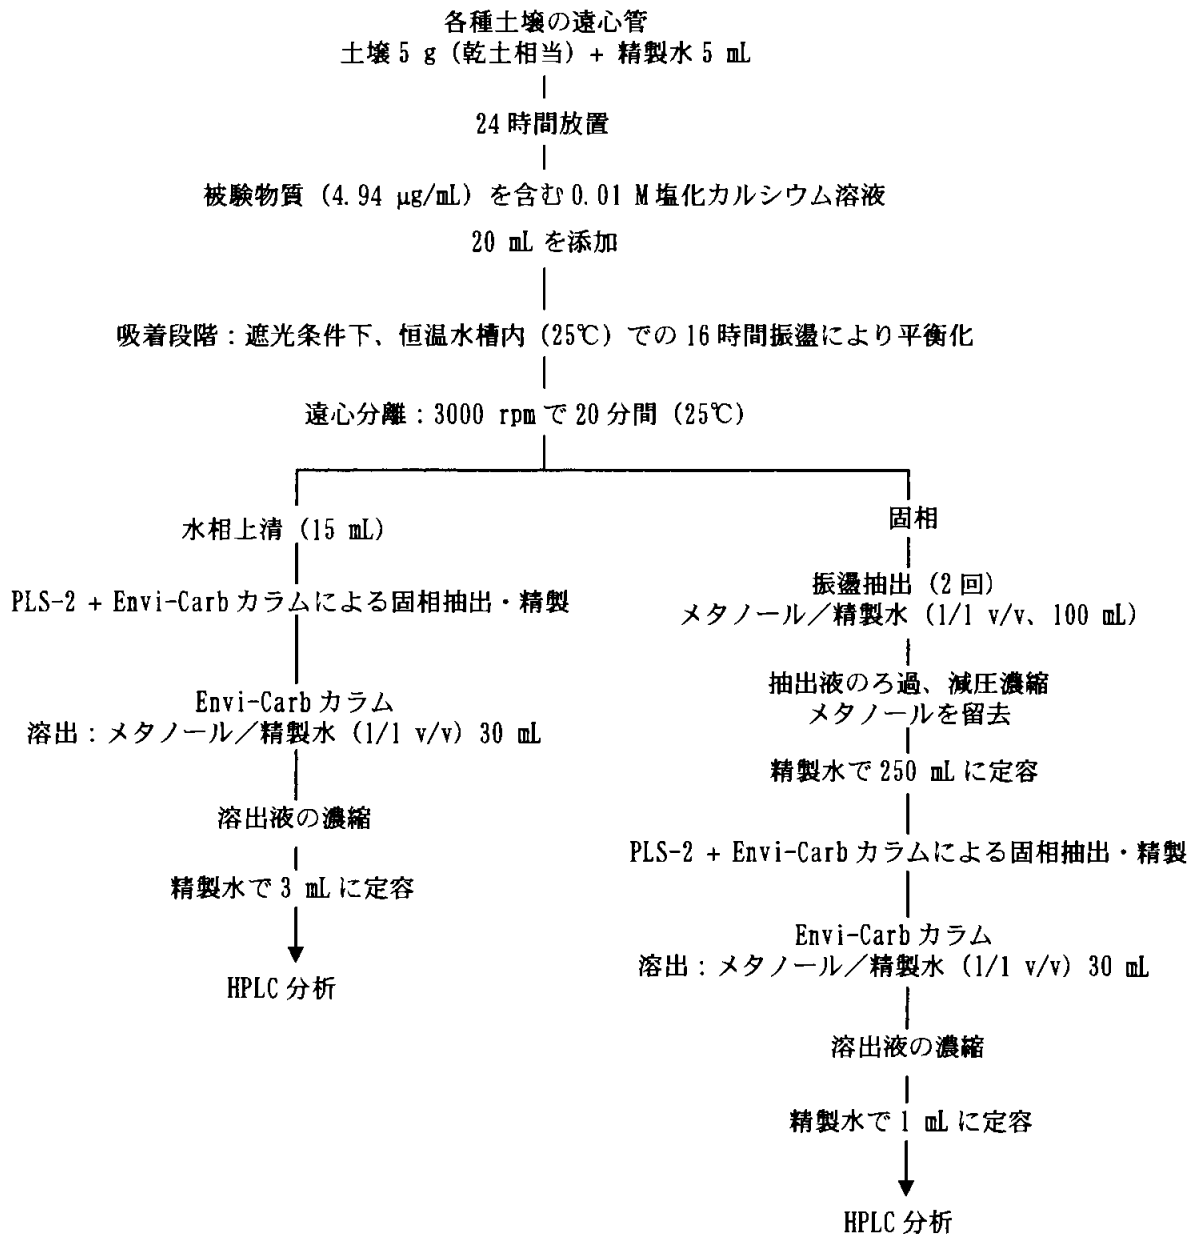 各種土壌の遠心管
土壌 5 g (乾土相当) + 精製水 5 mL
24 時間放置
被験物質 (4.94 μg/mL) を含む 0.01 M 塩化カルシウム溶液
20 mL を添加
吸着段階：遮光条件下、恒温水槽内 (25℃) での 16 時間振盪により平衡化
遠心分離：3000 rpm で 20 分間 (25℃)
水相上清 (15 mL)
PLS-2 + Envi-Carb カラムによる固相抽出・精製
Envi-Carb カラム
溶出：メタノール／精製水 (1/1 v/v) 30 mL
溶出液の濃縮
精製水で 3 mL に定容
HPLC 分析
固相
振盪抽出 (2 回)
メタノール／精製水 (1/1 v/v、100 mL)
抽出液のろ過、減圧濃縮
メタノールを留去
精製水で 250 mL に定容
PLS-2 + Envi-Carb カラムによる固相抽出・精製
Envi-Carb カラム
溶出：メタノール／精製水 (1/1 v/v) 30 mL
溶出液の濃縮
精製水で 1 mL に定容
HPLC 分析